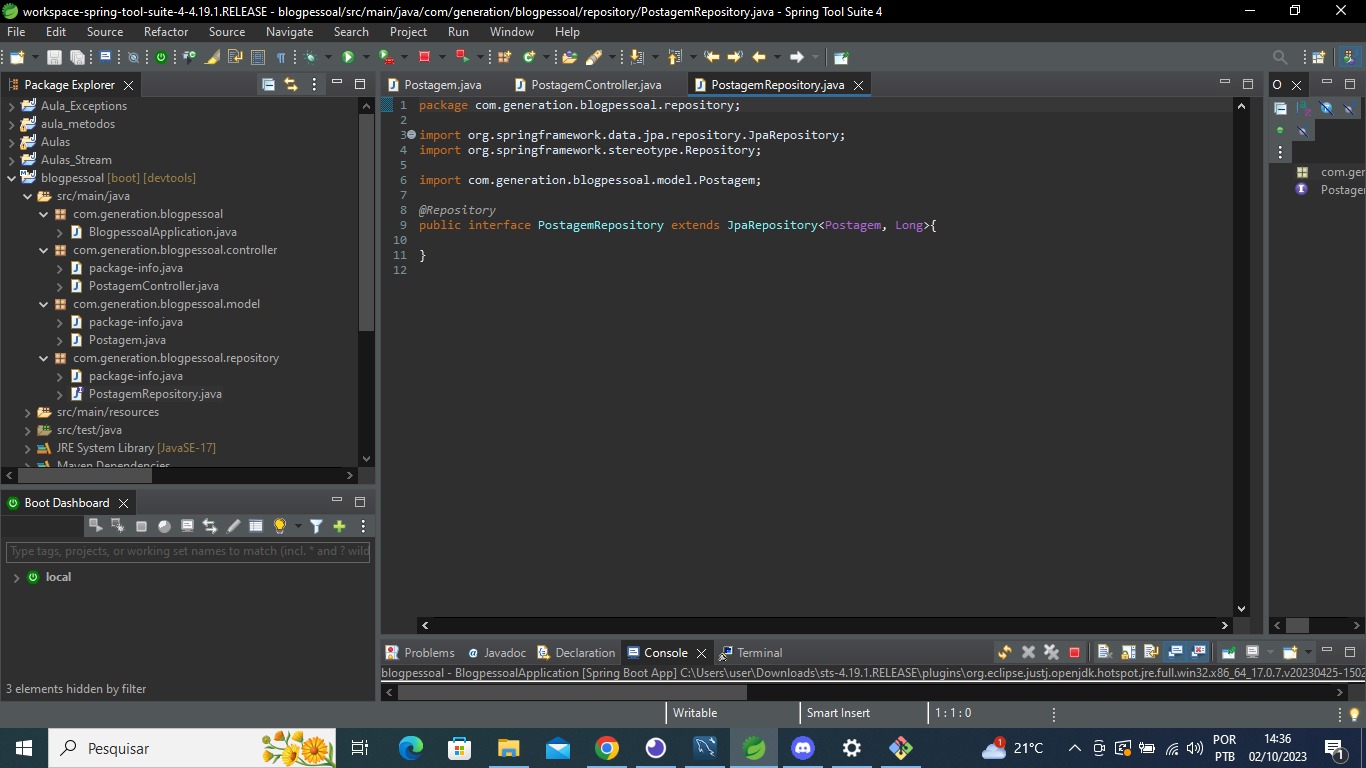 workspace-spring-tool-suite-4-4.19.1.RELEASE - blogpessoal/src/main/java/com/generation/blogpessoal/repository/PostagemRepository.java - Spring Tool Suite 4
File Edit Source Refactor Source Navigate Search Project Run Window Help
Package Explorer
Aula_Exceptions
aula_metodos
Aulas
Aulas_Stream
blogpessoal [boot] [devtools]
src/main/java
com.generation.blogpessoal
BlogpessoalApplication.java
com.generation.blogpessoal.controller
package-info.java
PostagemController.java
com.generation.blogpessoal.model
package-info.java
Postagem.java
com.generation.blogpessoal.repository
package-info.java
PostagemRepository.java
src/main/resources
src/test/java
JRE System Library [JavaSE-17]
Maven Dependencies
Boot Dashboard
Type tags, projects, or working set names to match (incl. * and ? wild
local
3 elements hidden by filter
Postagem.java PostagemController.java PostagemRepository.java
1 package com.generation.blogpessoal.repository;
2
3 import org.springframework.data.jpa.repository.JpaRepository;
4 import org.springframework.stereotype.Repository;
5
6 import com.generation.blogpessoal.model.Postagem;
7
8 @Repository
9 public interface PostagemRepository extends JpaRepository<Postagem, Long>{
10
11 }
12
O
com.ger
Postage
Problems Javadoc Declaration Console Terminal
blogpessoal - BlogpessoalApplication [Spring Boot App] C:\Users\user\Downloads\sts-4.19.1.RELEASE\plugins\org.eclipse.justj.openjdk.hotspot.jre.full.win32.x86_64_17.0.7.v20230425-1502
Writable Smart Insert 1 : 1 : 0
Pesquisar
1
21°C
POR
PTB
14:36
02/10/2023
1